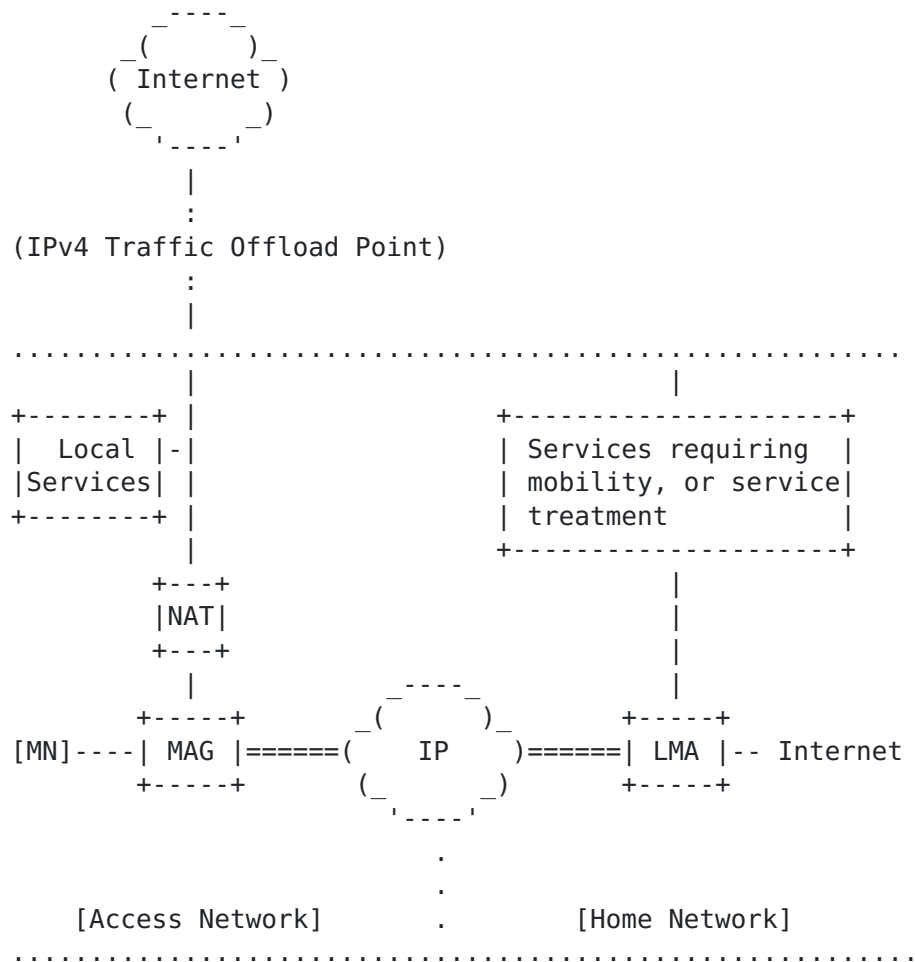 Internet
(IPv4 Traffic Offload Point)
Local
Services
Services requiring
mobility, or service
treatment
NAT
[MN] MAG IP LMA Internet
[Access Network] [Home Network]